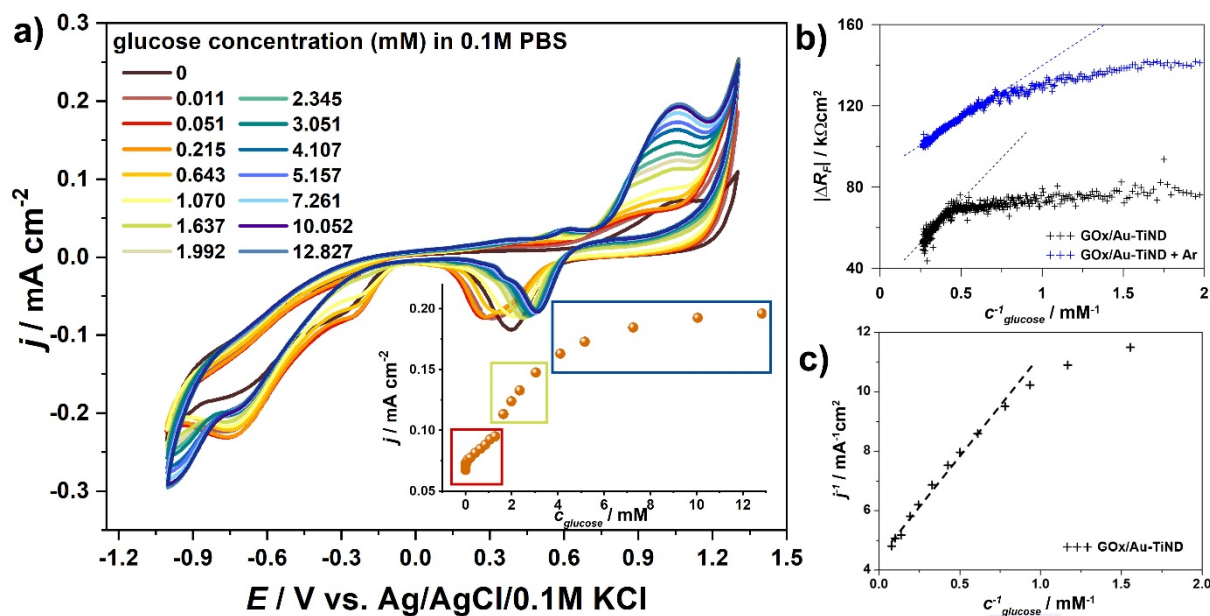 a)
glucose concentration (mM) in 0.1M PBS
0
0.011
0.051
0.215
0.643
1.070
1.637
1.992
2.345
3.051
4.107
5.157
7.261
10.052
12.827
0.3
0.2
0.1
0.0
-0.1
-0.2
-0.3
j / mA cm-2
-1.2 -0.9 -0.6 -0.3 0.0 0.3 0.6 0.9 1.2 1.5
E / V vs. Ag/AgCl/0.1M KCl
0.20
0.15
0.10
0.05
j / mA cm-2
0 2 4 6 8 10 12
cglucose / mM
b)
160
120
80
40
|ΔRF| / kΩcm2
GOx/Au-TiND
GOx/Au-TiND + Ar
0 0.5 1 1.5 2
c-1glucose / mM-1
c)
12
10
8
6
4
j-1 / mA-1cm2
GOx/Au-TiND
0.0 0.5 1.0 1.5 2.0
c-1glucose / mM-1